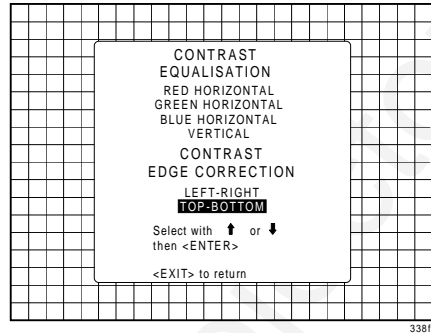 CONTRAST
EQUALISATION
RED HORIZONTAL
GREEN HORIZONTAL
BLUE HORIZONTAL
VERTICAL
CONTRAST
EDGE CORRECTION
LEFT-RIGHT
TOP-BOTTOM
Select with ⬆ or ⬇
then <ENTER>
<EXIT> to return
338f